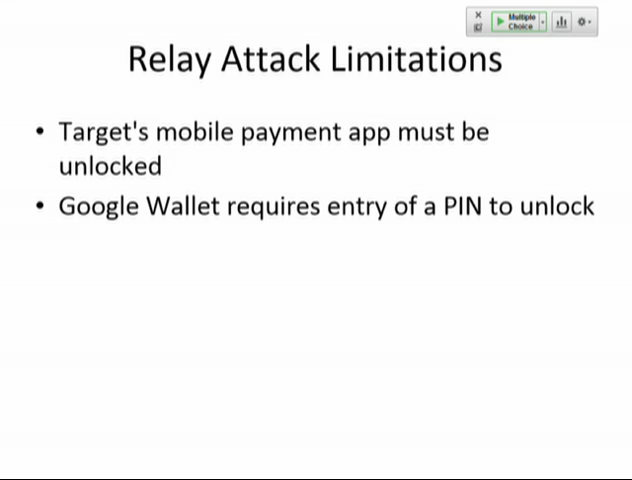 Multiple
Choice
Relay Attack Limitations
• Target's mobile payment app must be
unlocked
• Google Wallet requires entry of a PIN to unlock